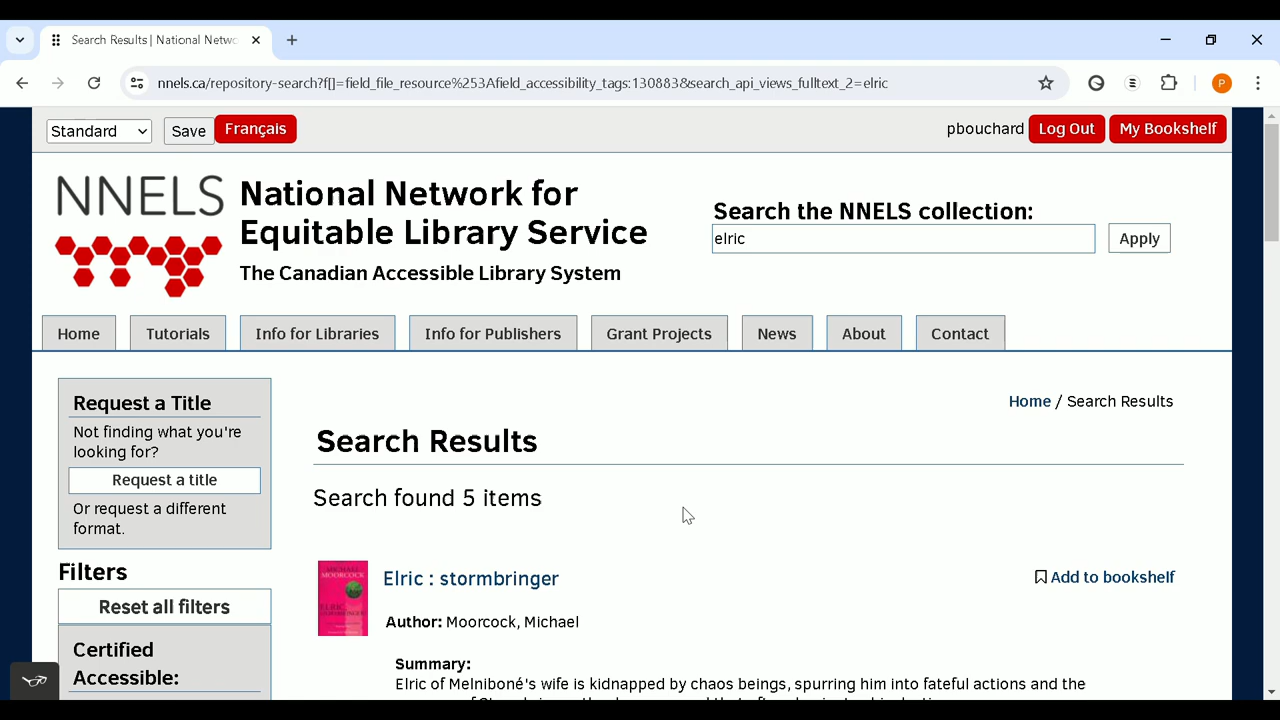 Search Results | National Netwo
nnels.ca/repository-search?f[]=field_file_resource%253Afield_accessibility_tags:130883&search_api_views_fulltext_2=elric
P
Standard
Save
Français
pbouchard
Log Out
My Bookshelf
NNELS
National Network for
Equitable Library Service
The Canadian Accessible Library System
Search the NNELS collection:
elric
Apply
Home
Tutorials
Info for Libraries
Info for Publishers
Grant Projects
News
About
Contact
Request a Title
Not finding what you're
looking for?
Request a title
Or request a different
format.
Filters
Reset all filters
Certified
Accessible:
Home / Search Results
Search Results
Search found 5 items
MICHAEL
MOORCOCK
Elric : stormbringer
Add to bookshelf
Author: Moorcock, Michael
Summary:
Elric of Melniboné's wife is kidnapped by chaos beings, spurring him into fateful actions and the